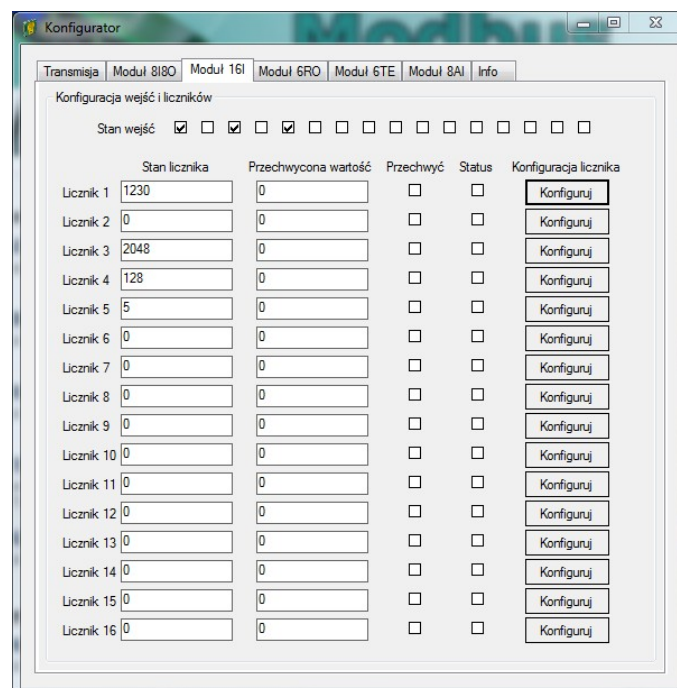 Modbus
Konfigurator
Transmisja Moduł 8I8O Moduł 16I Moduł 6RO Moduł 6TE Moduł 8AI Info
Konfiguracja wejść i liczników
Stan wejść
Stan licznika Przechwycona wartość Przechwyć Status Konfiguracja licznika
Licznik 1 1230 0 Konfiguruj
Licznik 2 0 0 Konfiguruj
Licznik 3 2048 0 Konfiguruj
Licznik 4 128 0 Konfiguruj
Licznik 5 5 0 Konfiguruj
Licznik 6 0 0 Konfiguruj
Licznik 7 0 0 Konfiguruj
Licznik 8 0 0 Konfiguruj
Licznik 9 0 0 Konfiguruj
Licznik 10 0 0 Konfiguruj
Licznik 11 0 0 Konfiguruj
Licznik 12 0 0 Konfiguruj
Licznik 13 0 0 Konfiguruj
Licznik 14 0 0 Konfiguruj
Licznik 15 0 0 Konfiguruj
Licznik 16 0 0 Konfiguruj